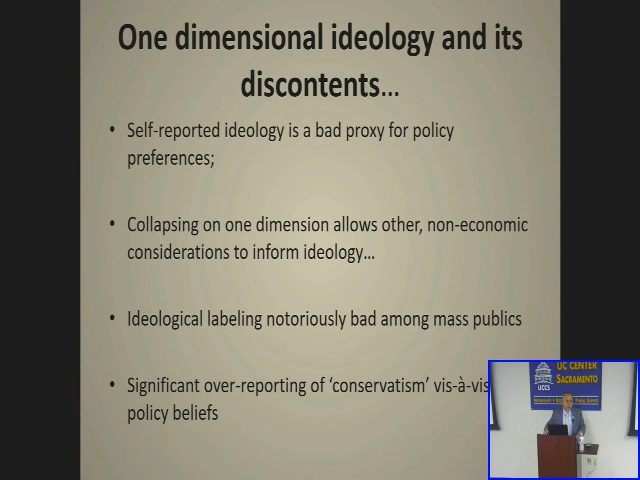 One dimensional ideology and its
discontents...
• Self-reported ideology is a bad proxy for policy
preferences;
• Collapsing on one dimension allows other, non-economic
considerations to inform ideology...
• Ideological labeling notoriously bad among mass publics
• Significant over-reporting of ‘conservatism’ vis-à-vis
policy beliefs
UC CENTER
SACRAMENTO
UCCS